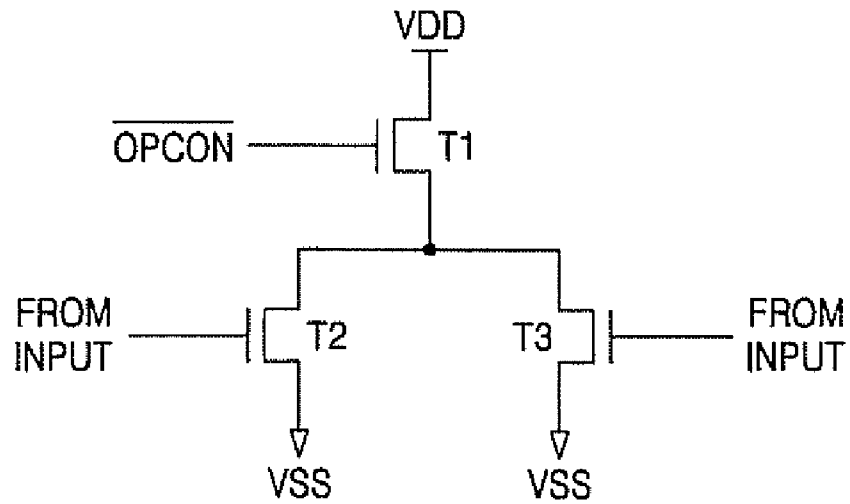 VDD
OPCON
T1
FROM
INPUT
T2
T3
FROM
INPUT
VSS
VSS